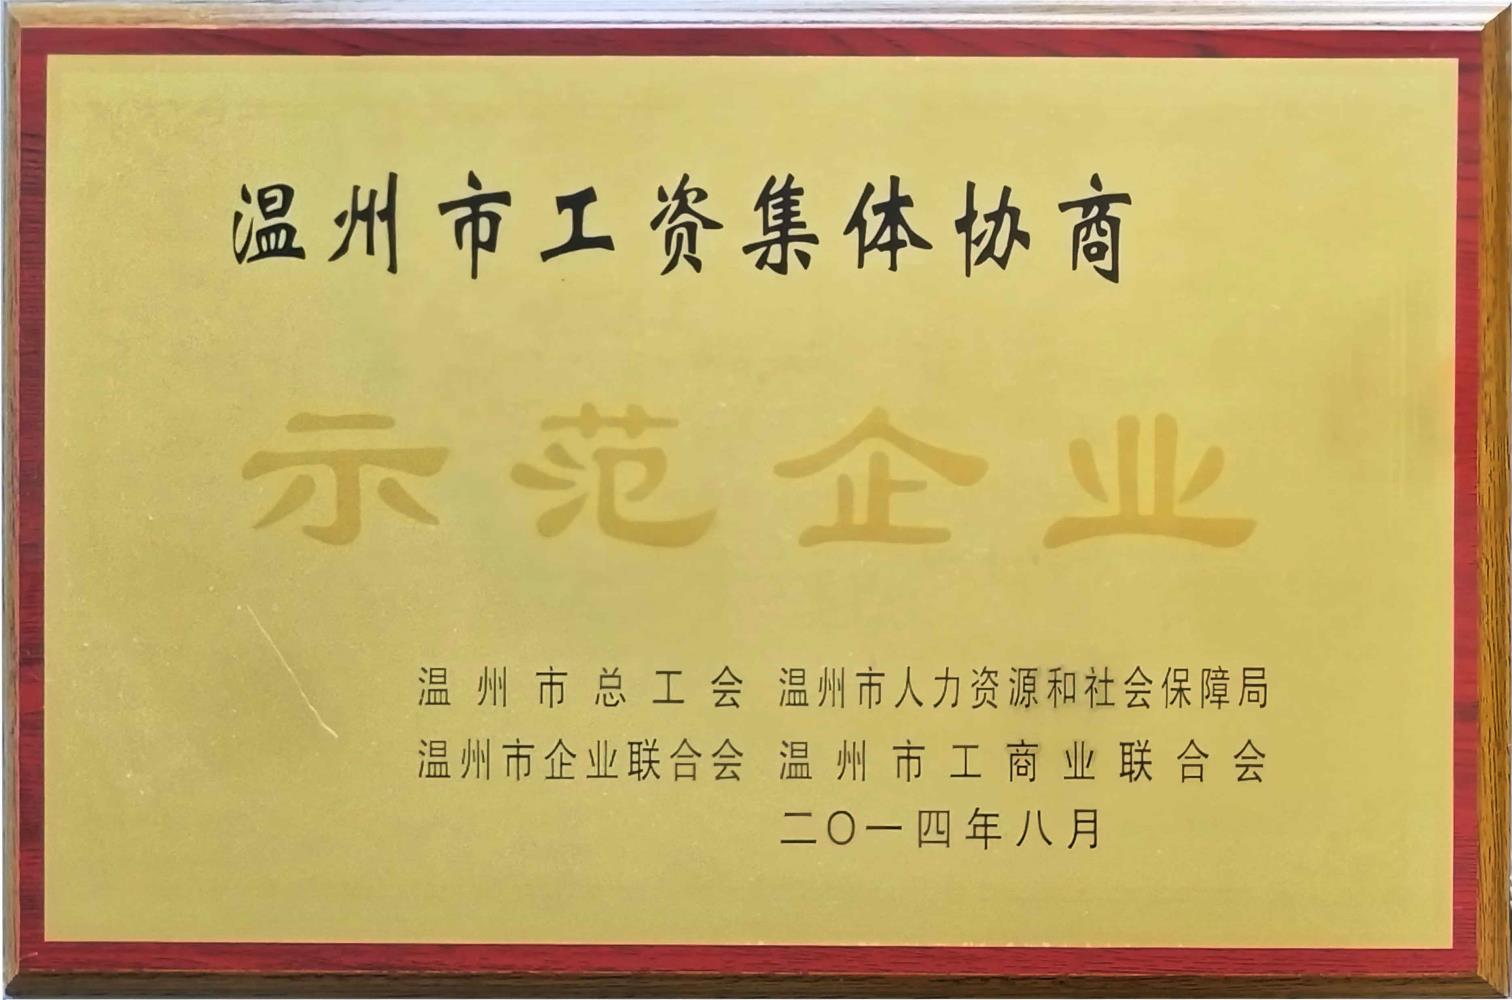 温州市工资集体协商
示范企业
温州市总工会 温州市人力资源和社会保障局
温州市企业联合会 温州市工商业联合会
二〇一四年八月